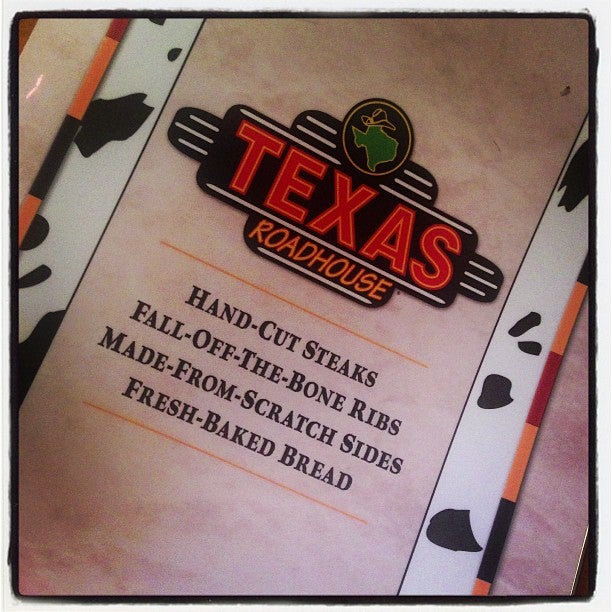 TEXAS
ROADHOUSE
HAND-CUT STEAKS
FALL-OFF-THE-BONE RIBS
MADE-FROM-SCRATCH SIDES
FRESH-BAKED BREAD